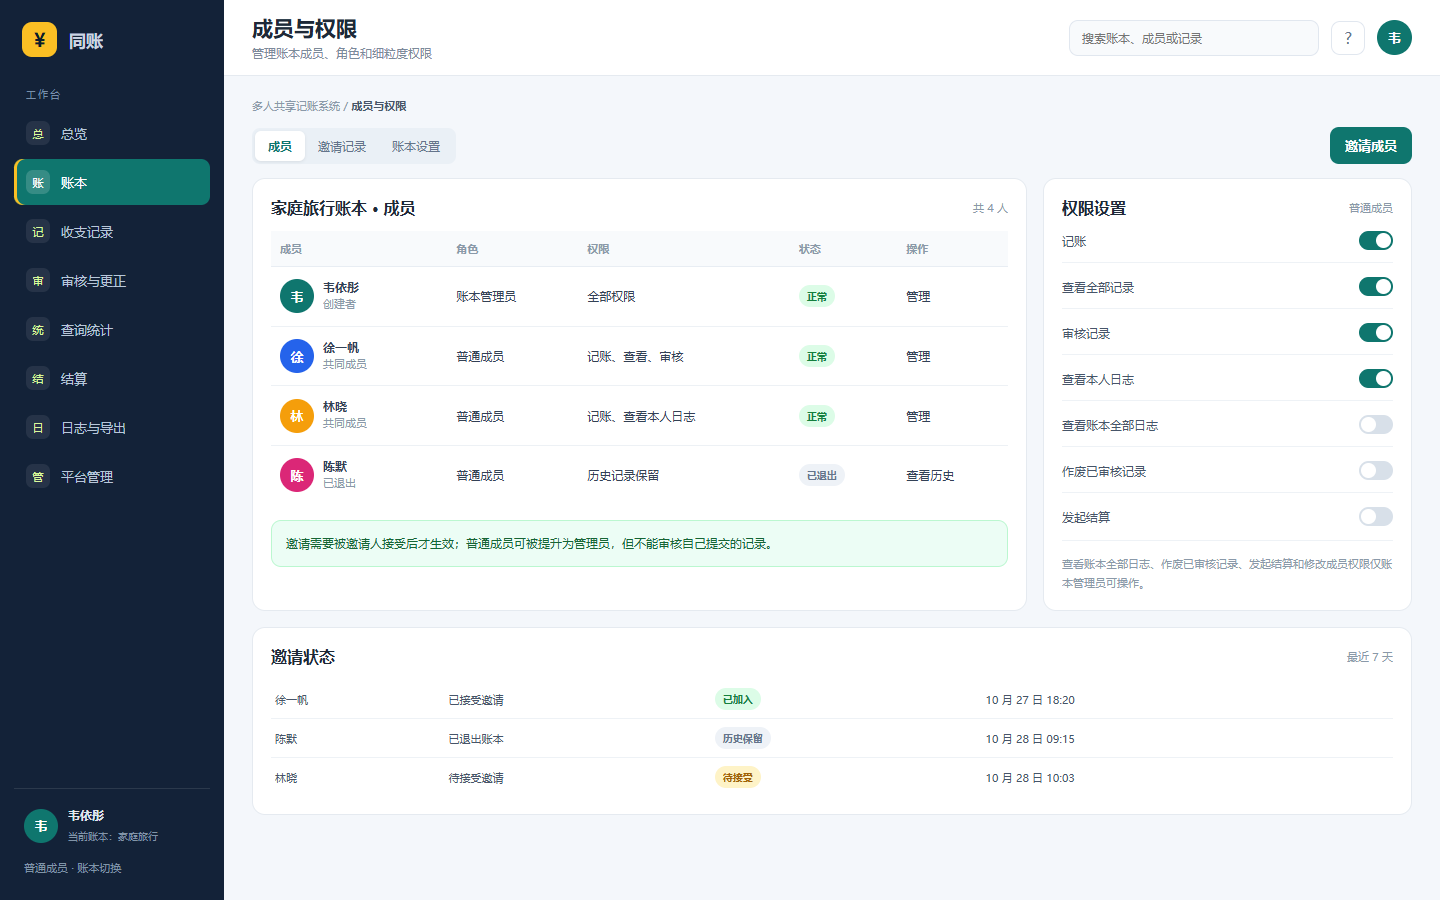 ¥ 同账
工作台
总 总览
账 账本
记 收支记录
审 审核与更正
统 查询统计
结 结算
日 日志与导出
管 平台管理
韦 韦依彤
当前账本：家庭旅行
普通成员 · 账本切换
成员与权限
管理账本成员、角色和细粒度权限
搜索账本、成员或记录
?
韦
多人共享记账系统 / 成员与权限
成员 邀请记录 账本设置
邀请成员
家庭旅行账本 • 成员
共 4 人
成员 角色 权限 状态 操作
韦 韦依彤 账本管理员 全部权限 正常 管理
创建者
徐 徐一帆 普通成员 记账、查看、审核 正常 管理
共同成员
林 林晓 普通成员 记账、查看本人日志 正常 管理
共同成员
陈 陈默 普通成员 历史记录保留 已退出 查看历史
已退出
邀请需要被邀请人接受后才生效；普通成员可被提升为管理员，但不能审核自己提交的记录。
权限设置
普通成员
记账
查看全部记录
审核记录
查看本人日志
查看账本全部日志
作废已审核记录
发起结算
查看账本全部日志、作废已审核记录、发起结算和修改成员权限仅账
本管理员可操作。
邀请状态
最近 7 天
徐一帆 已接受邀请 已加入 10 月 27 日 18:20
陈默 已退出账本 历史保留 10 月 28 日 09:15
林晓 待接受邀请 待接受 10 月 28 日 10:03